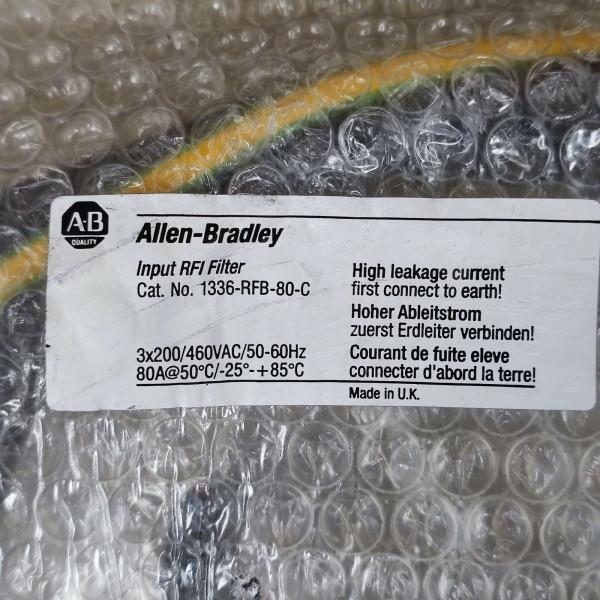 A-B
QUALITY
Allen-Bradley
Input RFI Filter
Cat. No. 1336-RFB-80-C
3x200/460VAC/50-60Hz
80A@50°C/-25°-+85°C
High leakage current
first connect to earth!
Hoher Ableitstrom
zuerst Erdleiter verbinden!
Courant de fuite eleve
connecter d'abord la terre!
Made in U.K.